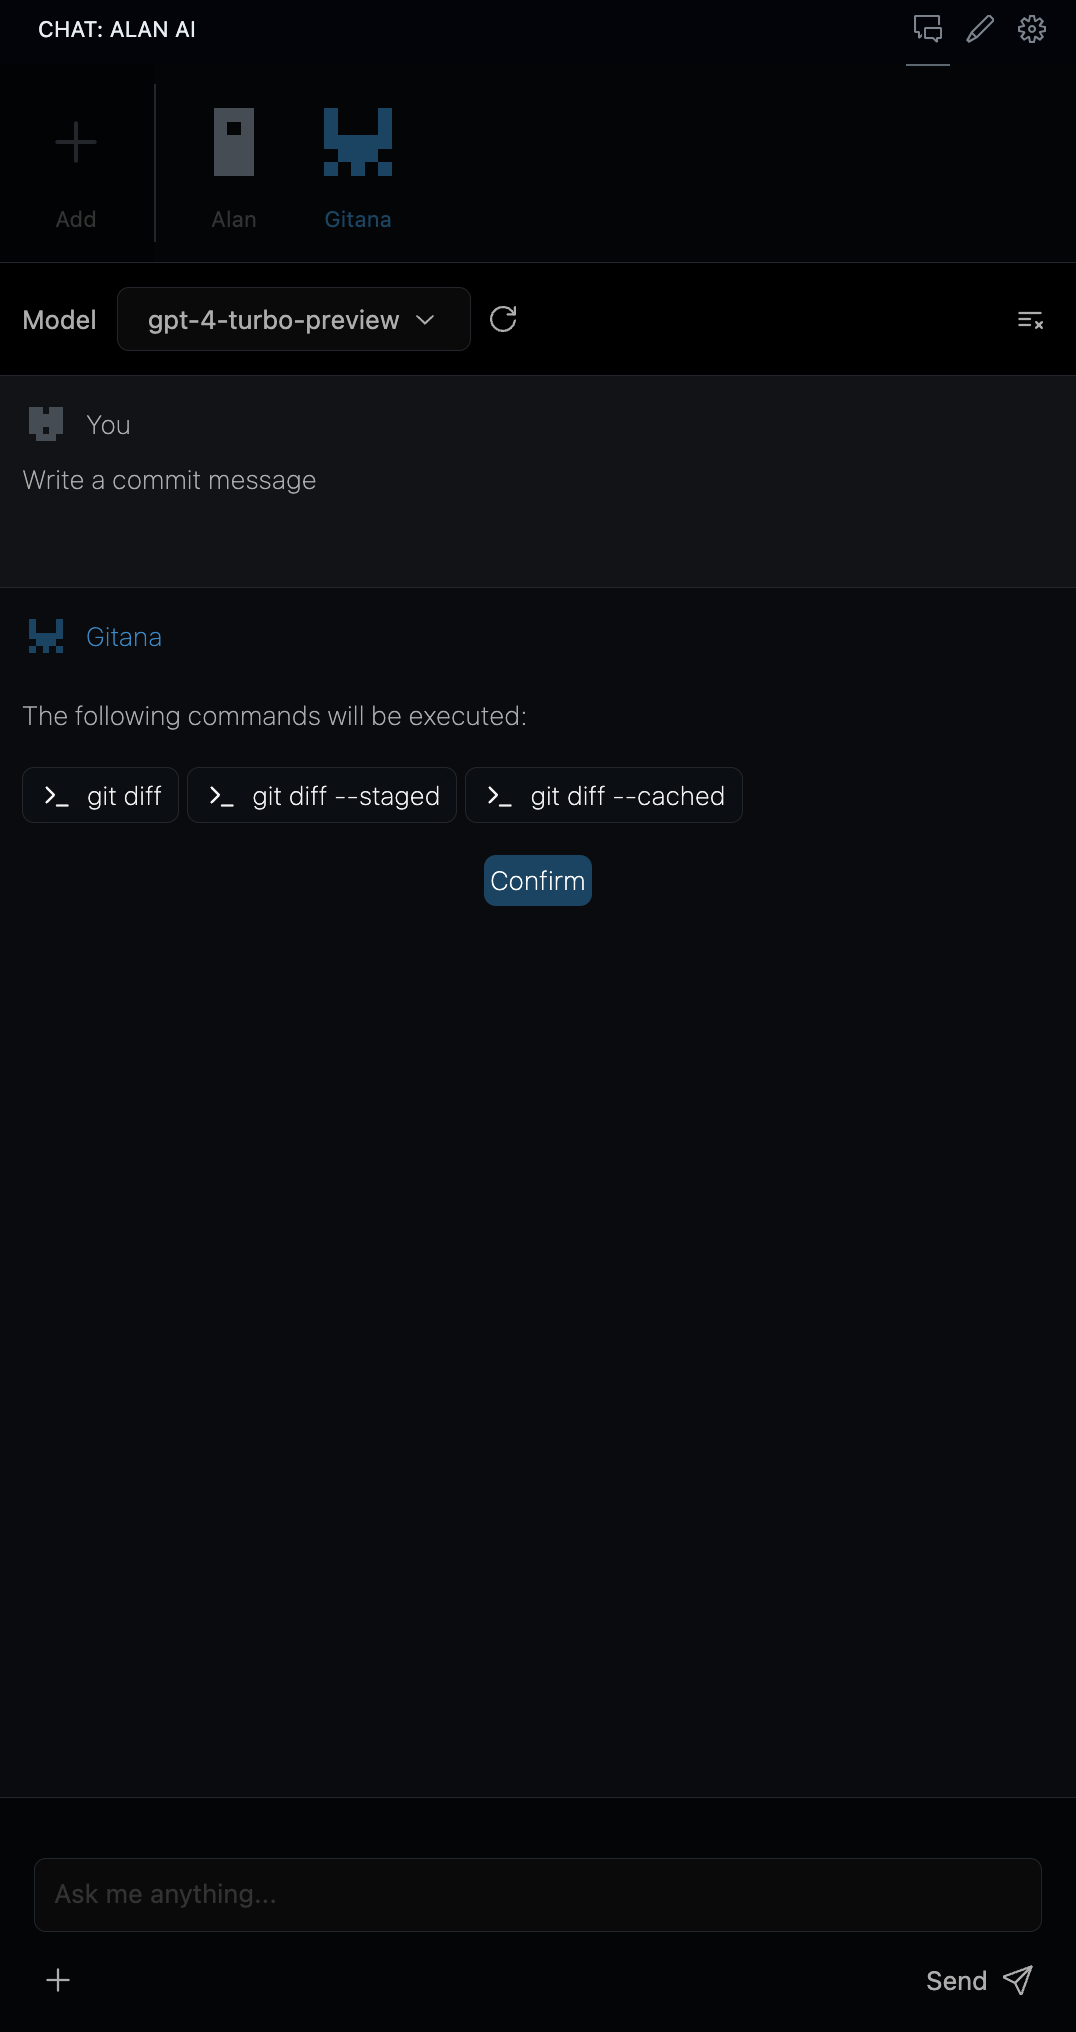 CHAT: ALAN AI
Add
Alan
Gitana
Model
gpt-4-turbo-preview
You
Write a commit message
Gitana
The following commands will be executed:
git diff
git diff --staged
git diff --cached
Confirm
Ask me anything...
Send